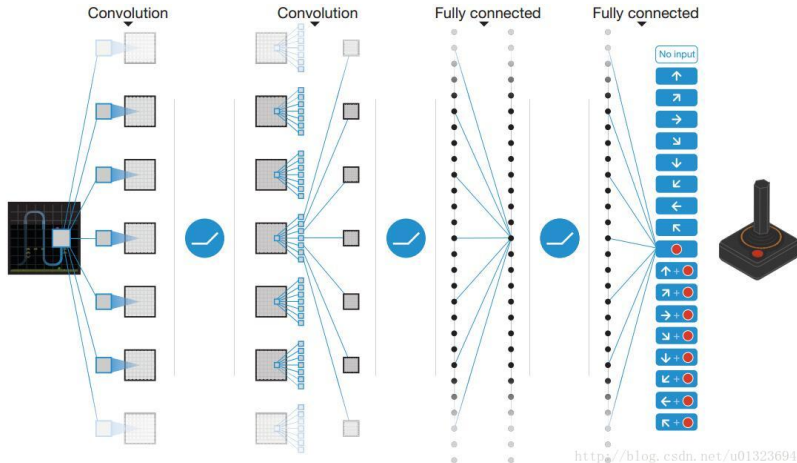 Convolution
Convolution
Fully connected
Fully connected
No input
http://blog.csdn.net/u01323694